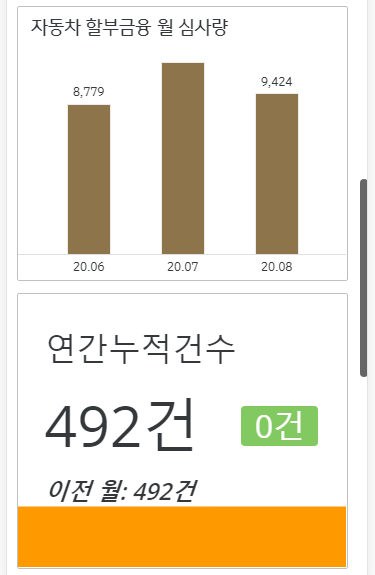 자동차 할부금융 월 심사량
8,779
9,424
20.06
20.07
20.08
연간누적건수
492건
0건
이전 월: 492건